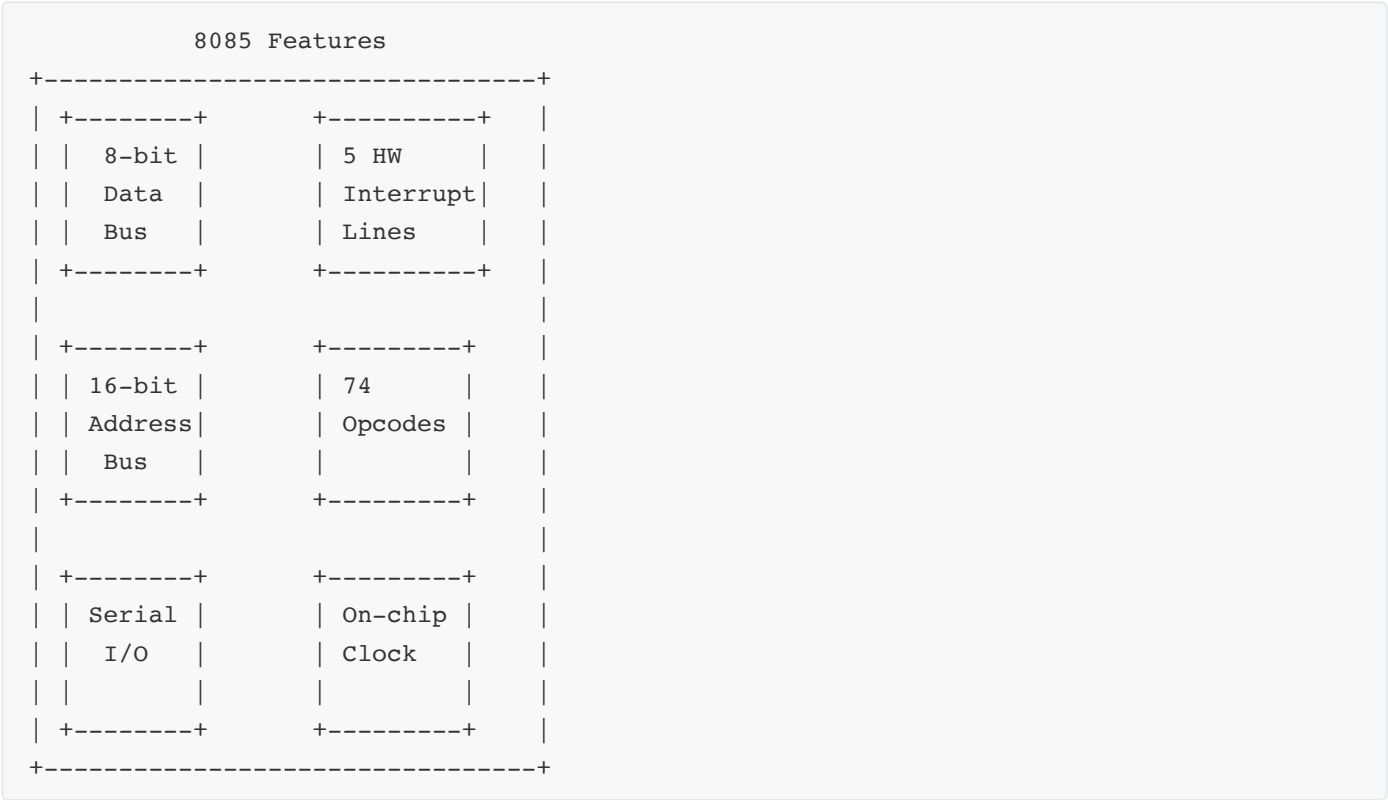 8085 Features
+---------------------------------+
| +--------+       +----------+   |
| |  8-bit |       | 5 HW     |   |
| |  Data  |       | Interrupt|   |
| |  Bus   |       | Lines    |   |
| +--------+       +----------+   |
|                                 |
| +--------+       +---------+    |
| | 16-bit |       | 74      |    |
| | Address|       | Opcodes |    |
| |  Bus   |       |         |    |
| +--------+       +---------+    |
|                                 |
| +--------+       +---------+    |
| | Serial |       | On-chip |    |
| |  I/O   |       | Clock   |    |
| |        |       |         |    |
| +--------+       +---------+    |
+---------------------------------+